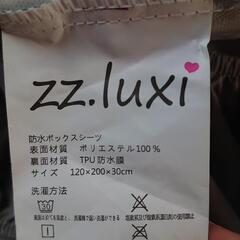 zz.luxi
防水ボックスシーツ
表面材質 ポリエステル100%
裏面材質 TPU防水膜
サイズ 120×200×30cm
洗濯方法
30